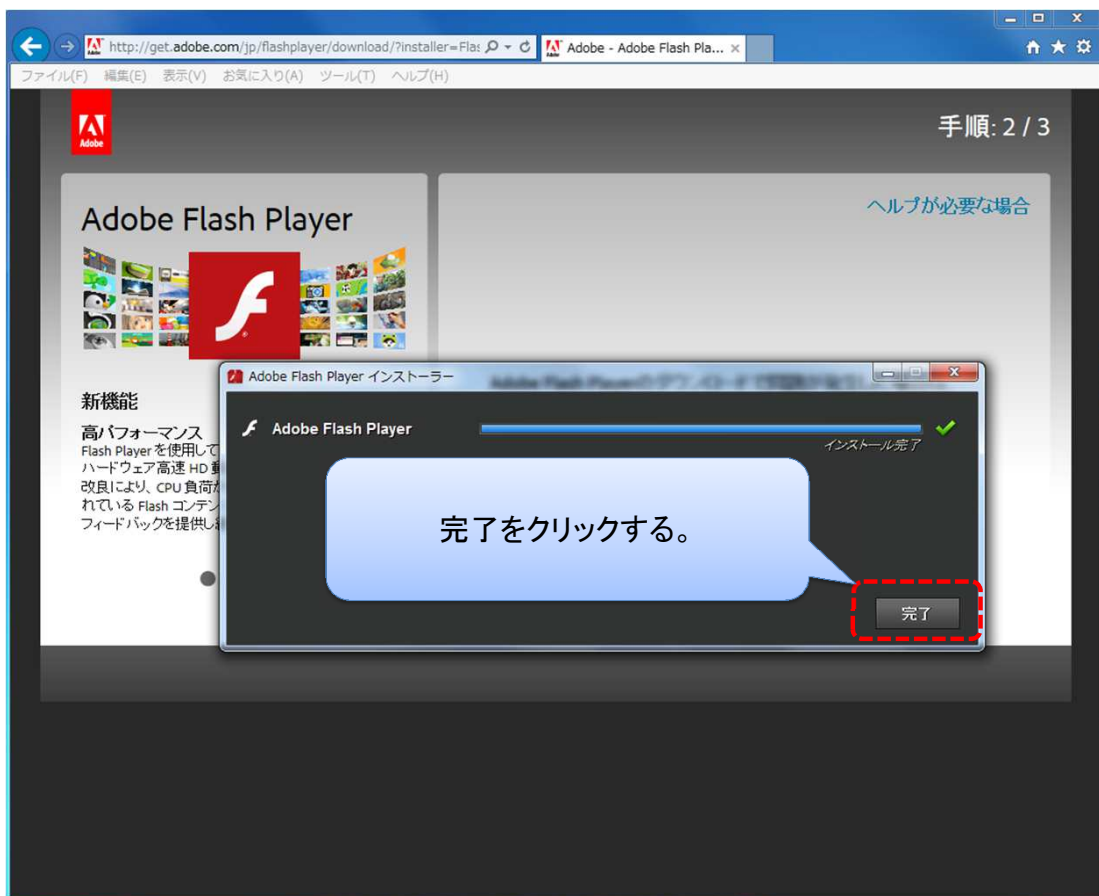 http://get.adobe.com/jp/flashplayer/download/?installer=Flas
Adobe - Adobe Flash Pla...
ファイル(F) 編集(E) 表示(V) お気に入り(A) ツール(T) ヘルプ(H)
Adobe
手順: 2 / 3
ヘルプが必要な場合
Adobe Flash Player
新機能
高パフォーマンス
Flash Player を使用して
ハードウェア高速 HD 動
改良により、CPU 負荷が
れている Flash コンテン
フィードバックを提供し
Adobe Flash Player インストーラー
Adobe Flash Player
インストール完了
完了をクリックする。
完了